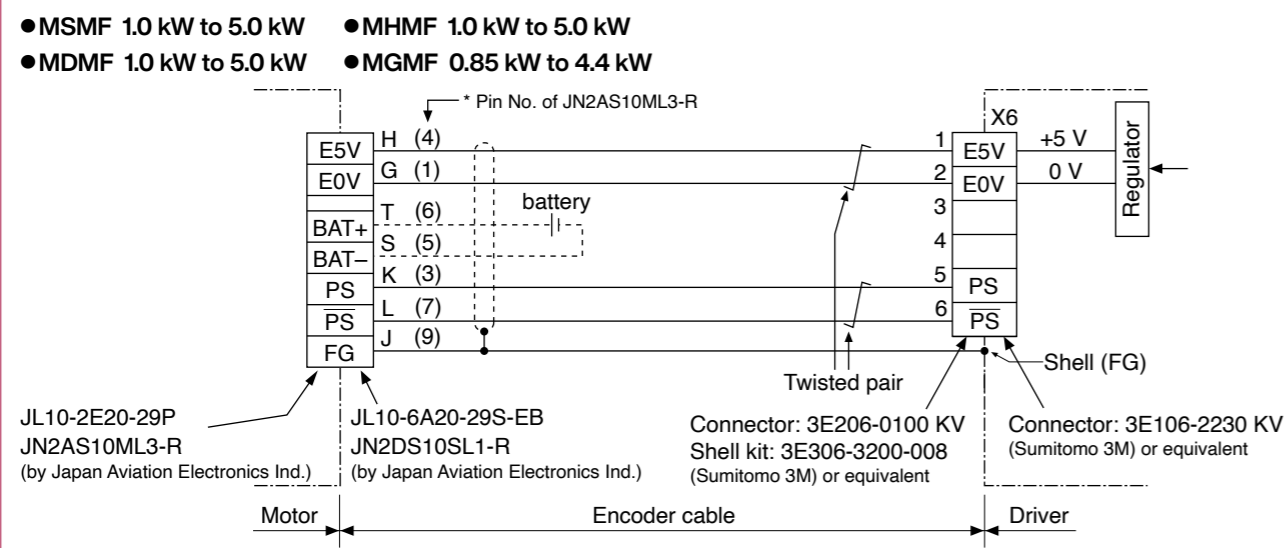 ●MSMF 1.0 kW to 5.0 kW ●MHMF 1.0 kW to 5.0 kW
●MDMF 1.0 kW to 5.0 kW ●MGMF 0.85 kW to 4.4 kW
* Pin No. of JN2AS10ML3-R
X6
E5V H (4) 1 E5V +5 V
E0V G (1) 2 E0V 0 V
Regulator
battery
3
BAT+ T (6)
4
BAT– S (5)
PS K (3) 5 PS
P̅S̅ L (7) 6 P̅S̅
FG J (9)
Shell (FG)
Twisted pair
JL10-2E20-29P
JN2AS10ML3-R
(by Japan Aviation Electronics Ind.)
JL10-6A20-29S-EB
JN2DS10SL1-R
(by Japan Aviation Electronics Ind.)
Connector: 3E206-0100 KV
Shell kit: 3E306-3200-008
(Sumitomo 3M) or equivalent
Connector: 3E106-2230 KV
(Sumitomo 3M) or equivalent
Motor Encoder cable Driver